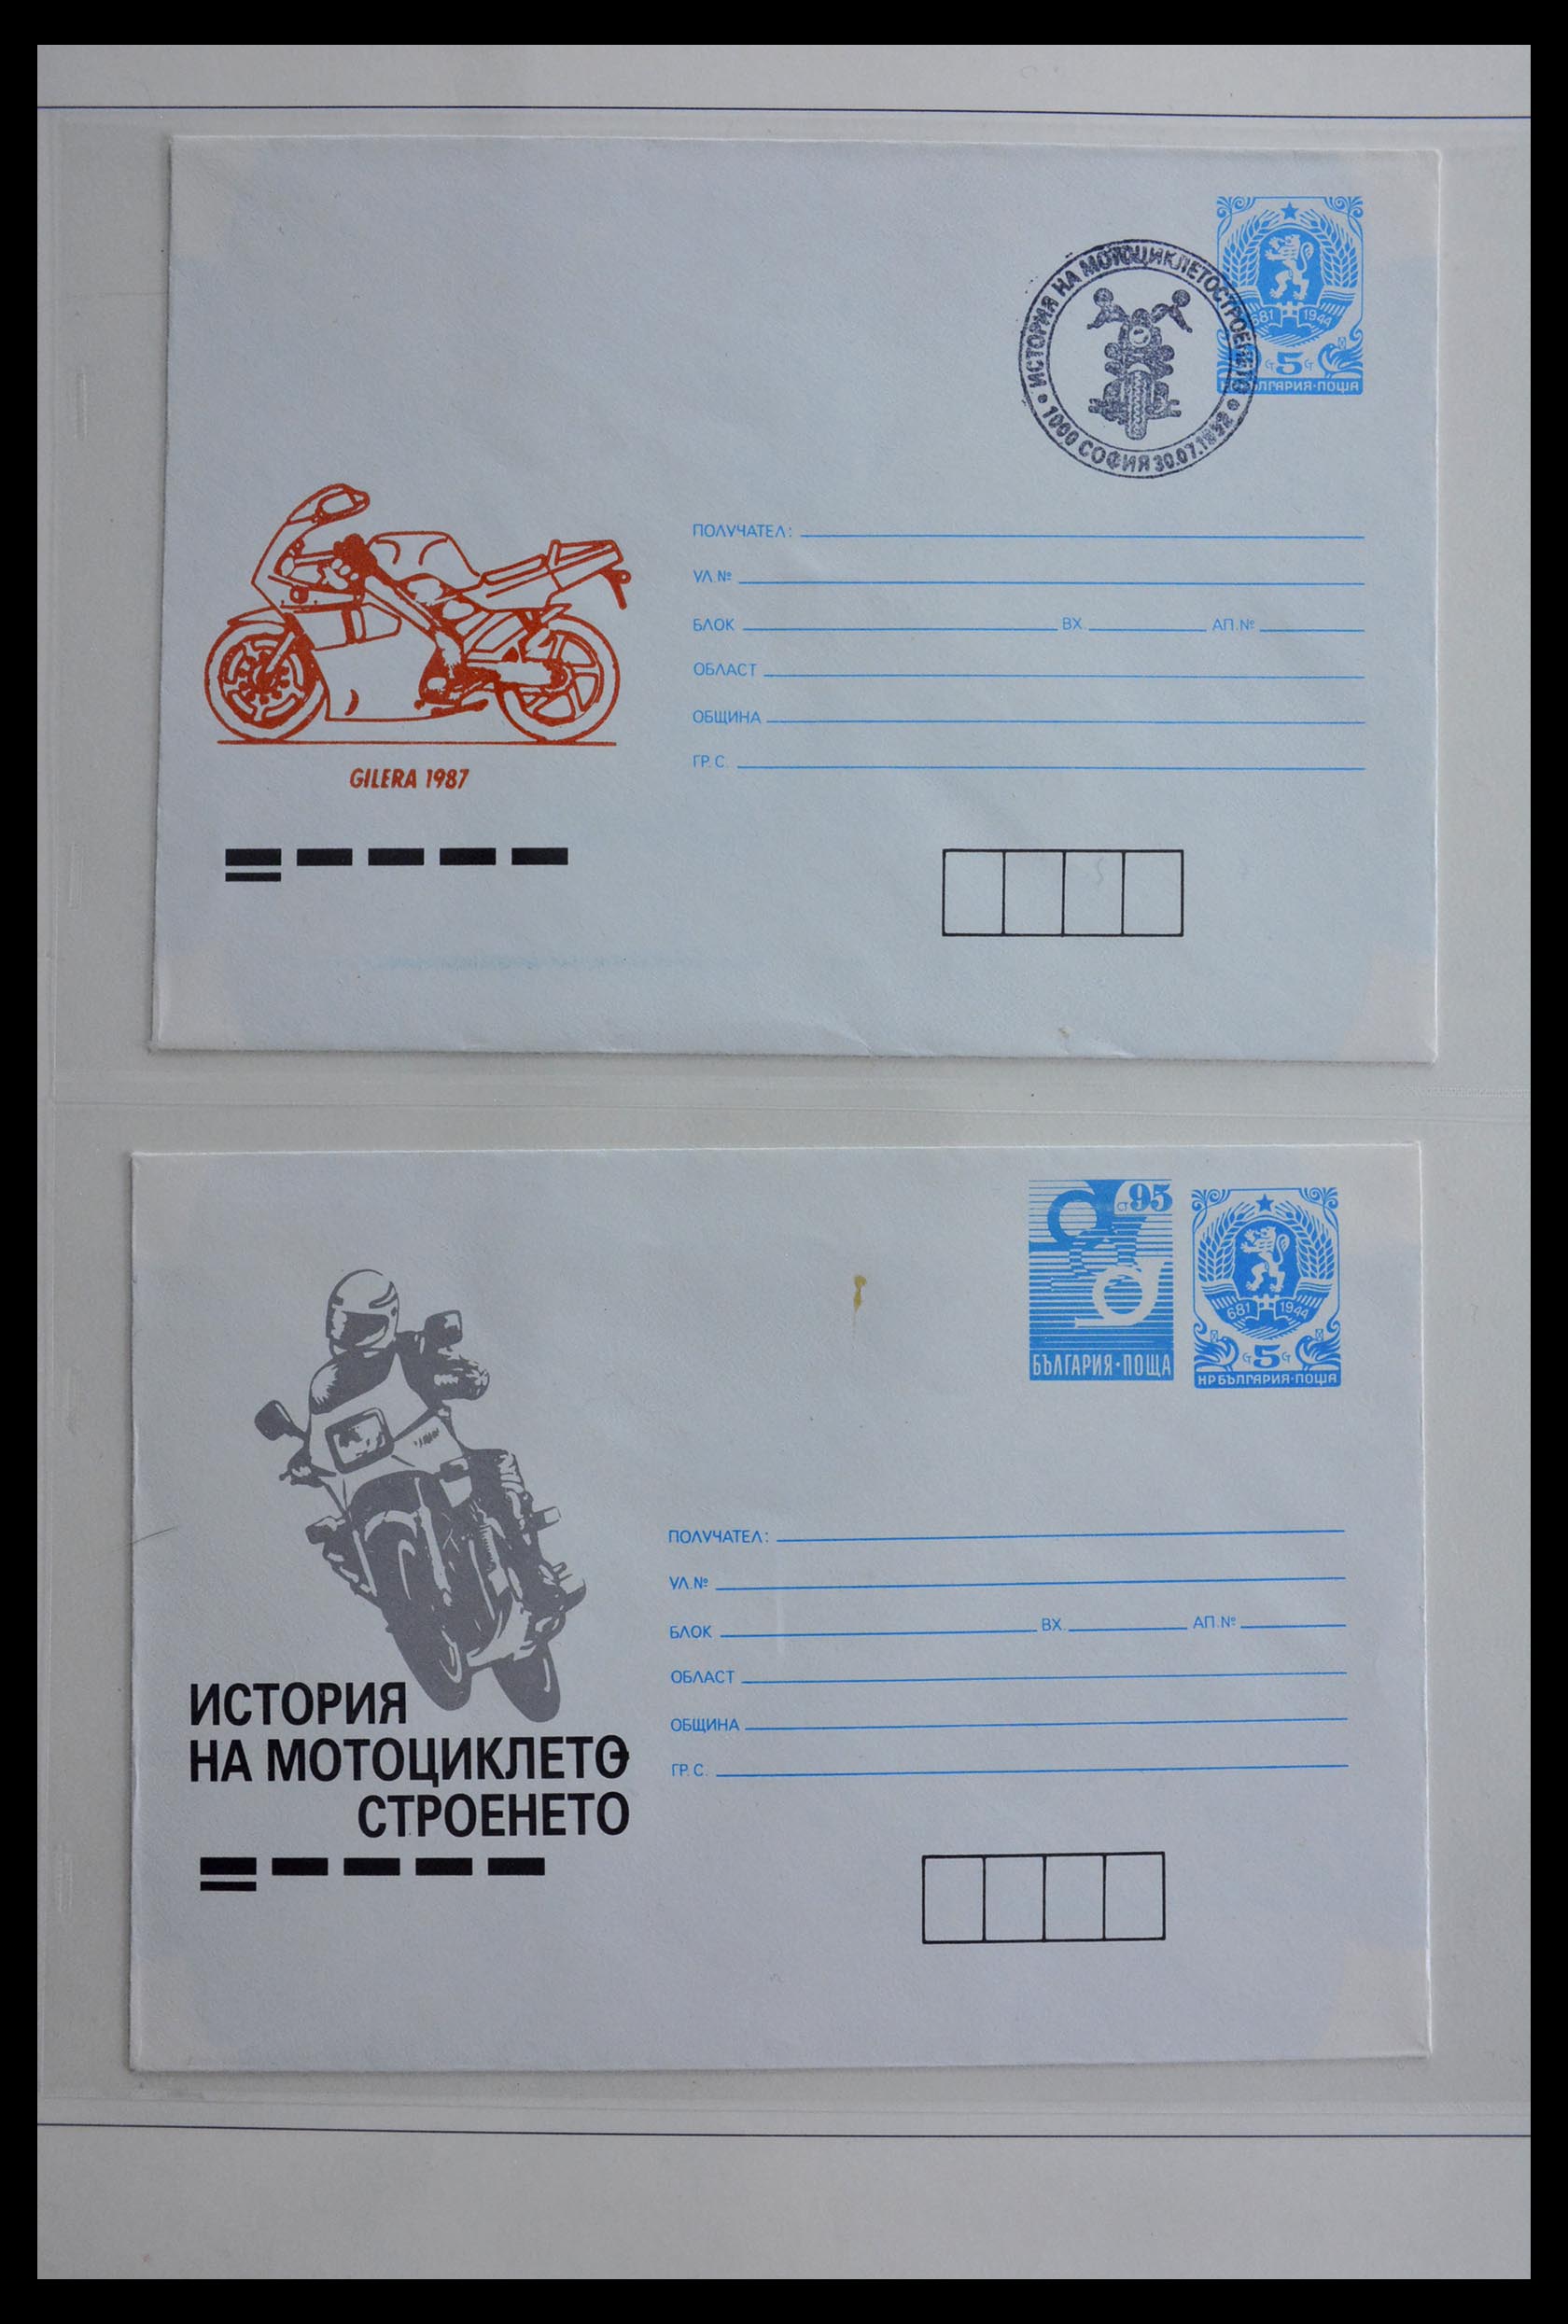 ИСТОРИЯ НА МОТОЦИКЛЕТОСТРОЕНЕТО
1000 СОФИЯ 30.07.1992
681 1944
5
БЪЛГАРИЯ·ПОЩА
ПОЛУЧАТЕЛ:
УЛ.№
БЛОК ВХ. АП.№
ОБЛАСТ
ОБЩИНА
ГР.С.
GILERA 1987
СТ 95
БЪЛГАРИЯ·ПОЩА
681 1944
5
НРБЪЛГАРИЯ·ПОЩА
ПОЛУЧАТЕЛ:
УЛ.№
БЛОК ВХ. АП.№
ОБЛАСТ
ОБЩИНА
ГР.С.
ИСТОРИЯ
НА МОТОЦИКЛЕТО
СТРОЕНЕТО